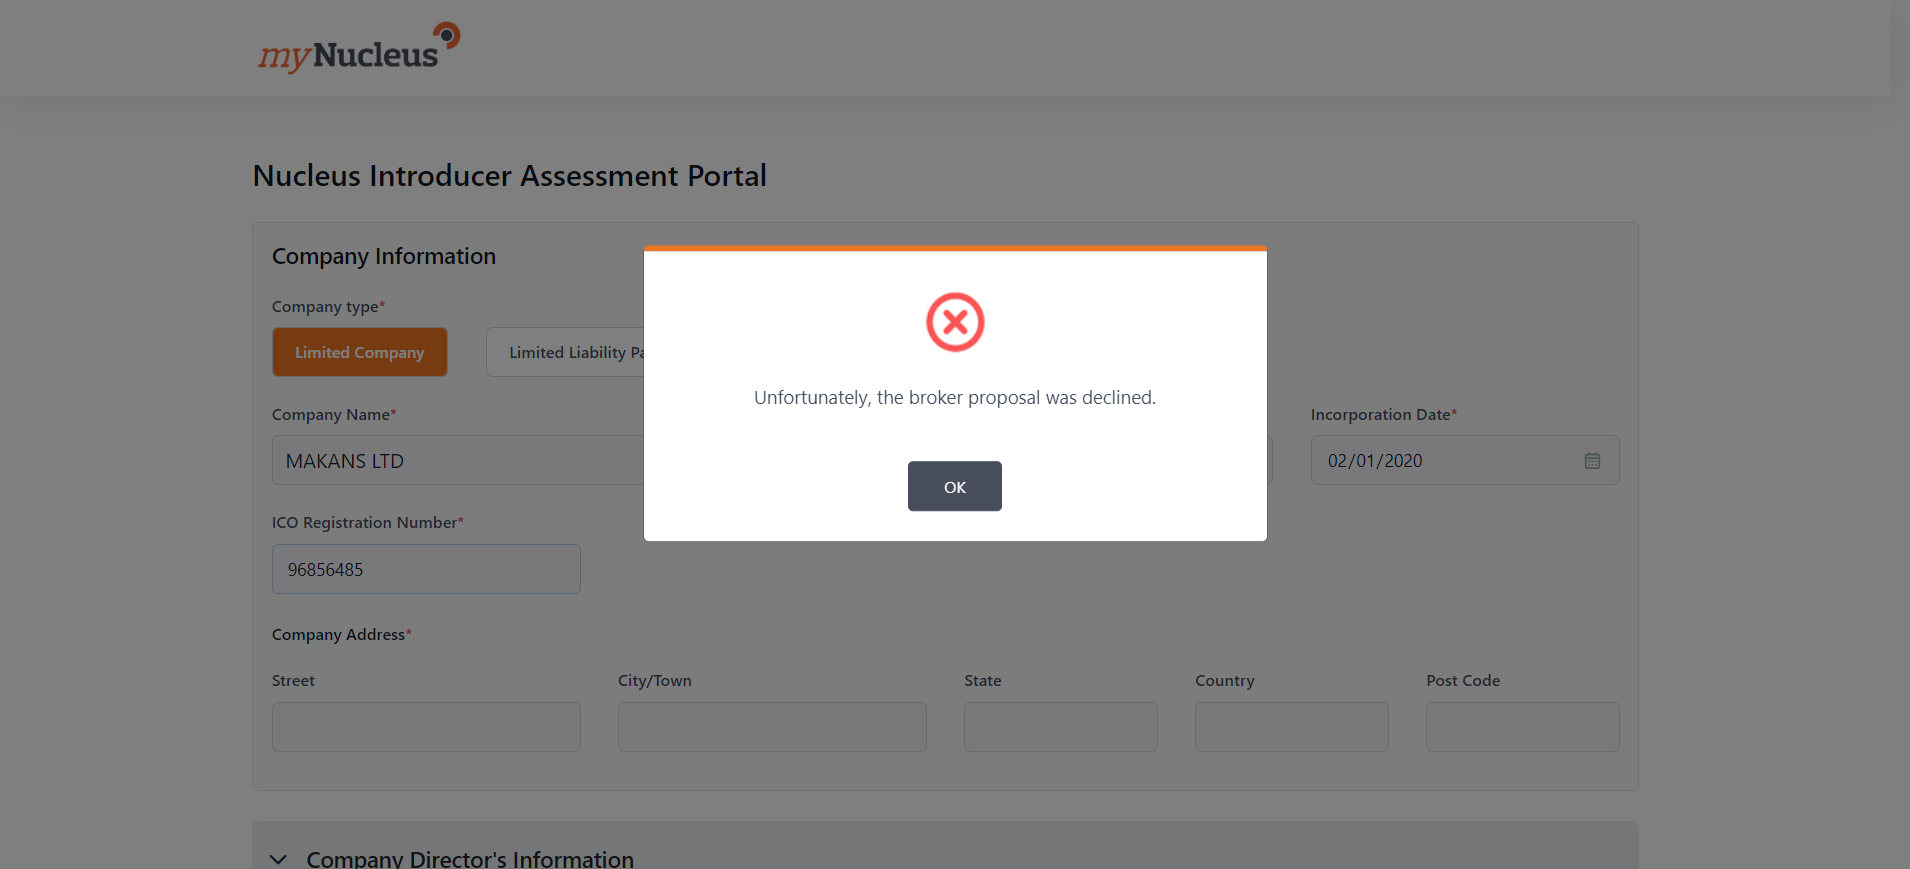 myNucleus
Nucleus Introducer Assessment Portal
Company Information
Company type*
Limited Company
Limited Liability
Unfortunately, the broker proposal was declined.
OK
Company Name*
Incorporation Date*
MAKANS LTD
02/01/2020
ICO Registration Number*
96856485
Company Address*
Street
City/Town
State
Country
Post Code
Company Director's Information